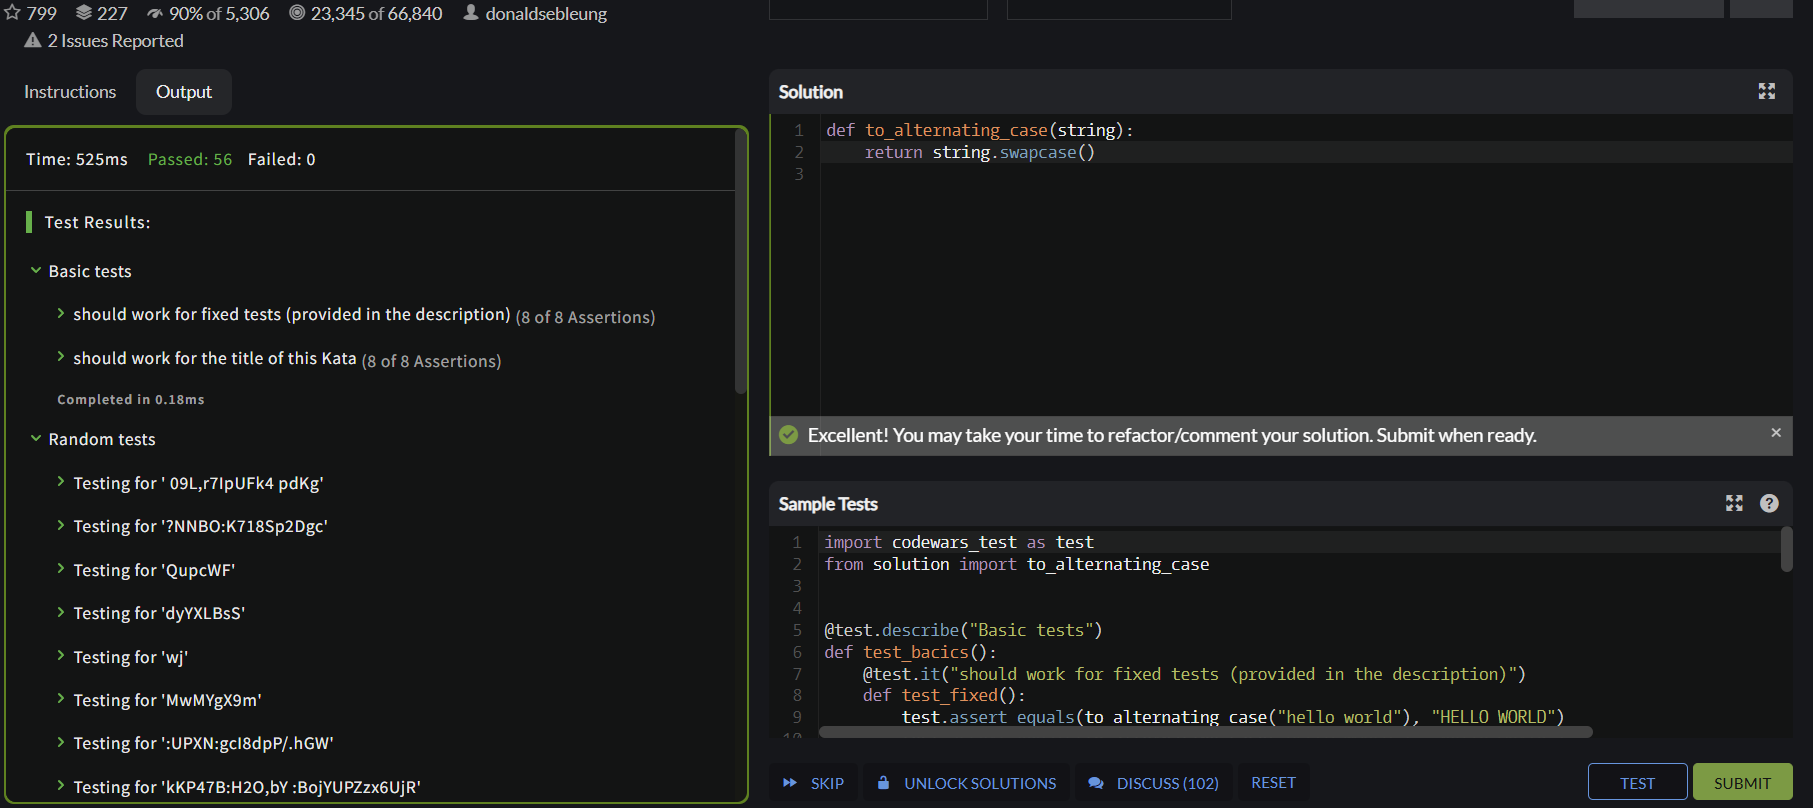 799 227 90% of 5,306 23,345 of 66,840 donaldsebleung
2 Issues Reported
Instructions Output
Time: 525ms Passed: 56 Failed: 0
Test Results:
Basic tests
should work for fixed tests (provided in the description) (8 of 8 Assertions)
should work for the title of this Kata (8 of 8 Assertions)
Completed in 0.18ms
Random tests
Testing for ' 09L,r7IpUFk4 pdKg'
Testing for '?NNBO:K718Sp2Dgc'
Testing for 'QupcWF'
Testing for 'dyYXLBsS'
Testing for 'wj'
Testing for 'MwMYgX9m'
Testing for ':UPXN:gcI8dpP/.hGW'
Testing for 'kKP47B:H2O,bY :BojYUPZzx6UjR'
Solution
1 def to_alternating_case(string):
2 return string.swapcase()
3
Excellent! You may take your time to refactor/comment your solution. Submit when ready.
Sample Tests
1 import codewars_test as test
2 from solution import to_alternating_case
3
4
5 @test.describe("Basic tests")
6 def test_bacics():
7 @test.it("should work for fixed tests (provided in the description)")
8 def test_fixed():
9 test.assert_equals(to_alternating_case("hello world"), "HELLO WORLD")
10
SKIP UNLOCK SOLUTIONS DISCUSS (102) RESET TEST SUBMIT